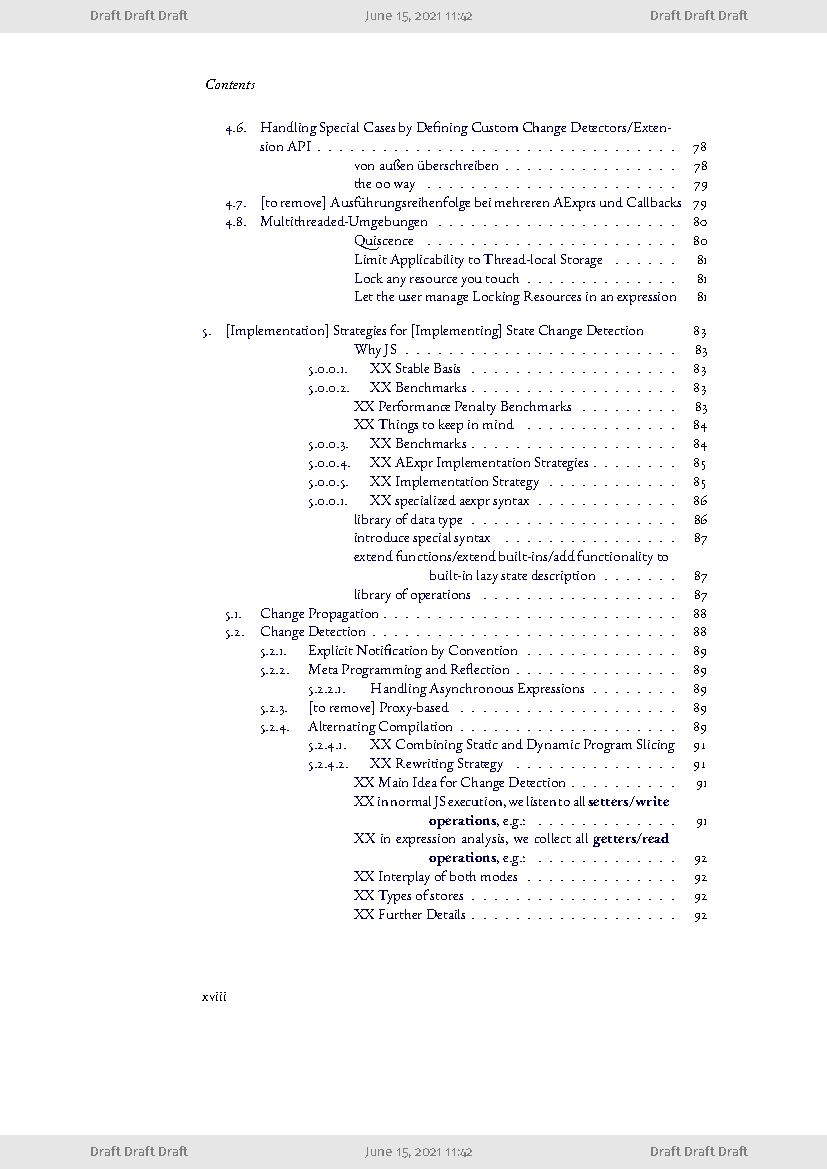 Draft Draft Draft June 15, 2021 11:42 Draft Draft Draft
Contents
4.6. Handling Special Cases by Defining Custom Change Detectors/Exten-
sion API . . . . . . . . . . . . . . . . . . . . . . . . . . . . . . . . . 78
von außen überschreiben . . . . . . . . . . . . . . . . 78
the oo way . . . . . . . . . . . . . . . . . . . . . . . 79
4.7. [to remove] Ausführungsreihenfolge bei mehreren AExprs und Callbacks 79
4.8. Multithreaded-Umgebungen . . . . . . . . . . . . . . . . . . . . . . 80
Quiscence . . . . . . . . . . . . . . . . . . . . . . . 80
Limit Applicability to Thread-local Storage . . . . . . 81
Lock any resource you touch . . . . . . . . . . . . . . 81
Let the user manage Locking Resources in an expression 81
5. [Implementation] Strategies for [Implementing] State Change Detection 83
Why JS . . . . . . . . . . . . . . . . . . . . . . . . . 83
5.0.0.1. XX Stable Basis . . . . . . . . . . . . . . . . . . . 83
5.0.0.2. XX Benchmarks . . . . . . . . . . . . . . . . . . . 83
XX Performance Penalty Benchmarks . . . . . . . . . 83
XX Things to keep in mind . . . . . . . . . . . . . . 84
5.0.0.3. XX Benchmarks . . . . . . . . . . . . . . . . . . . 84
5.0.0.4. XX AExpr Implementation Strategies . . . . . . . . 85
5.0.0.5. XX Implementation Strategy . . . . . . . . . . . . 85
5.0.0.1. XX specialized aexpr syntax . . . . . . . . . . . . . 86
library of data type . . . . . . . . . . . . . . . . . . . 86
introduce special syntax . . . . . . . . . . . . . . . . 87
extend functions/extend built-ins/add functionality to
built-in lazy state description . . . . . . . 87
library of operations . . . . . . . . . . . . . . . . . . 87
5.1. Change Propagation . . . . . . . . . . . . . . . . . . . . . . . . . . . 88
5.2. Change Detection . . . . . . . . . . . . . . . . . . . . . . . . . . . . 88
5.2.1. Explicit Notification by Convention . . . . . . . . . . . . . . 89
5.2.2. Meta Programming and Reflection . . . . . . . . . . . . . . . 89
5.2.2.1. Handling Asynchronous Expressions . . . . . . . . 89
5.2.3. [to remove] Proxy-based . . . . . . . . . . . . . . . . . . . . 89
5.2.4. Alternating Compilation . . . . . . . . . . . . . . . . . . . . 89
5.2.4.1. XX Combining Static and Dynamic Program Slicing 91
5.2.4.2. XX Rewriting Strategy . . . . . . . . . . . . . . . 91
XX Main Idea for Change Detection . . . . . . . . . . 91
XX in normal JS execution, we listen to all setters/write
operations, e.g.: . . . . . . . . . . . . . 91
XX in expression analysis, we collect all getters/read
operations, e.g.: . . . . . . . . . . . . . 92
XX Interplay of both modes . . . . . . . . . . . . . . 92
XX Types of stores . . . . . . . . . . . . . . . . . . . 92
XX Further Details . . . . . . . . . . . . . . . . . . . 92
xviii
Draft Draft Draft June 15, 2021 11:42 Draft Draft Draft